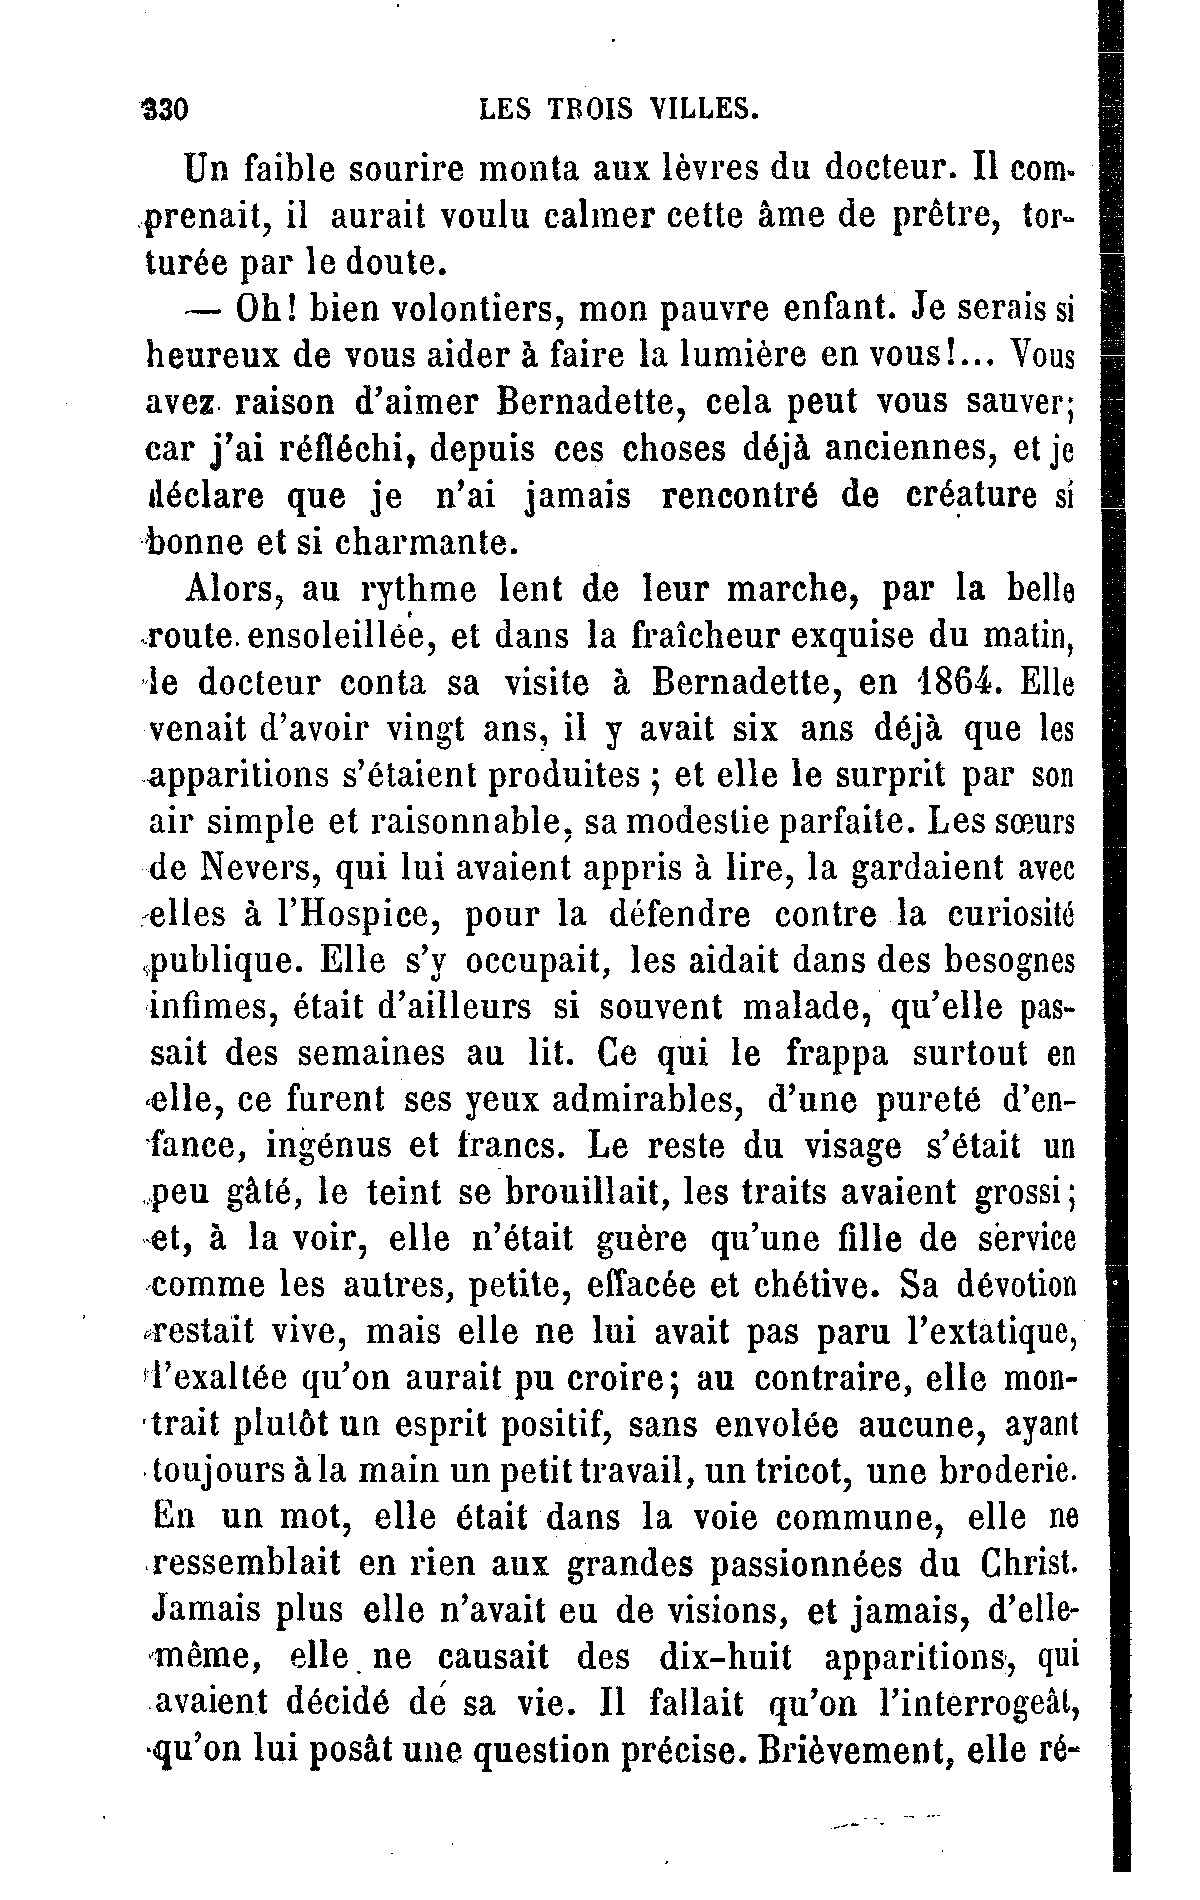 330 LES TROIS VILLES.
Un faible sourire monta aux lèvres du docteur. Il com-
prenait, il aurait voulu calmer cette âme de prêtre, tor-
turée par le doute.
— Oh! bien volontiers, mon pauvre enfant. Je serais si
heureux de vous aider à faire la lumière en vous!... Vous
avez raison d'aimer Bernadette, cela peut vous sauver;
car j'ai réfléchi, depuis ces choses déjà anciennes, et je
déclare que je n'ai jamais rencontré de créature si
bonne et si charmante.
Alors, au rythme lent de leur marche, par la belle
route ensoleillée, et dans la fraîcheur exquise du matin,
le docteur conta sa visite à Bernadette, en 1864. Elle
venait d'avoir vingt ans, il y avait six ans déjà que les
apparitions s'étaient produites ; et elle le surprit par son
air simple et raisonnable, sa modestie parfaite. Les sœurs
de Nevers, qui lui avaient appris à lire, la gardaient avec
elles à l'Hospice, pour la défendre contre la curiosité
publique. Elle s'y occupait, les aidait dans des besognes
infimes, était d'ailleurs si souvent malade, qu'elle pas-
sait des semaines au lit. Ce qui le frappa surtout en
elle, ce furent ses yeux admirables, d'une pureté d'en-
fance, ingénus et francs. Le reste du visage s'était un
peu gâté, le teint se brouillait, les traits avaient grossi;
et, à la voir, elle n'était guère qu'une fille de service
comme les autres, petite, effacée et chétive. Sa dévotion
restait vive, mais elle ne lui avait pas paru l'extatique,
l'exaltée qu'on aurait pu croire; au contraire, elle mon-
trait plutôt un esprit positif, sans envolée aucune, ayant
toujours à la main un petit travail, un tricot, une broderie.
En un mot, elle était dans la voie commune, elle ne
ressemblait en rien aux grandes passionnées du Christ.
Jamais plus elle n'avait eu de visions, et jamais, d'elle-
même, elle ne causait des dix-huit apparitions, qui
avaient décidé de sa vie. Il fallait qu'on l'interrogeât,
qu'on lui posât une question précise. Brièvement, elle ré-